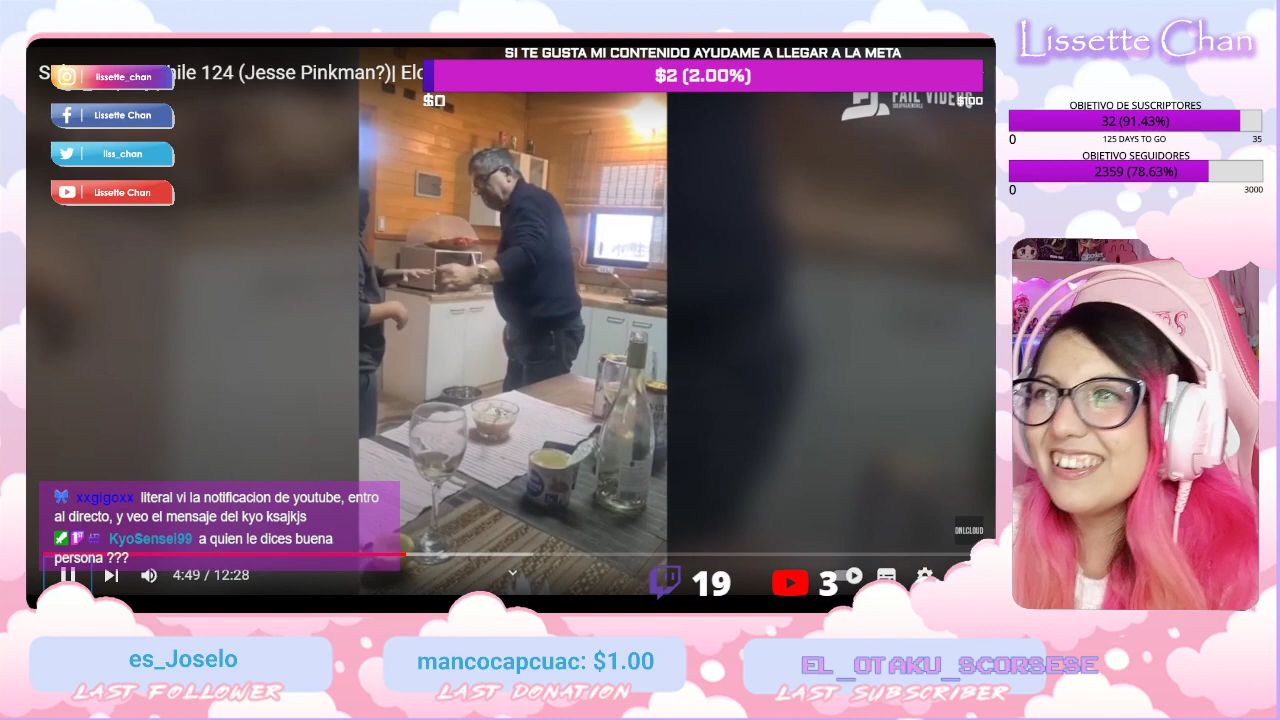 Lissette Chan
SI TE GUSTA MI CONTENIDO AYUDAME A LLEGAR A LA META
hile 124 (Jesse Pinkman?)| Elo
$2 (2.00%)
$0
$100
FAIL VIDEOS
lissette_chan
Lissette Chan
liss_chan
Lissette Chan
OBJETIVO DE SUSCRIPTORES
32 (91.43%)
0
125 DAYS TO GO
35
OBJETIVO SEGUIDORES
2359 (78.63%)
0
3000
xxgigoxx literal vi la notificacion de youtube, entro
al directo, y veo el mensaje del kyo ksajkjs
KyoSensei99 a quien le dices buena
persona ???
DNLCLOUD
4:49 / 12:28
19
3
es_Joselo
LAST FOLLOWER
mancocapcuac: $1.00
LAST DONATION
EL_OTAKU_SCORSESE
LAST SUBSCRIBER